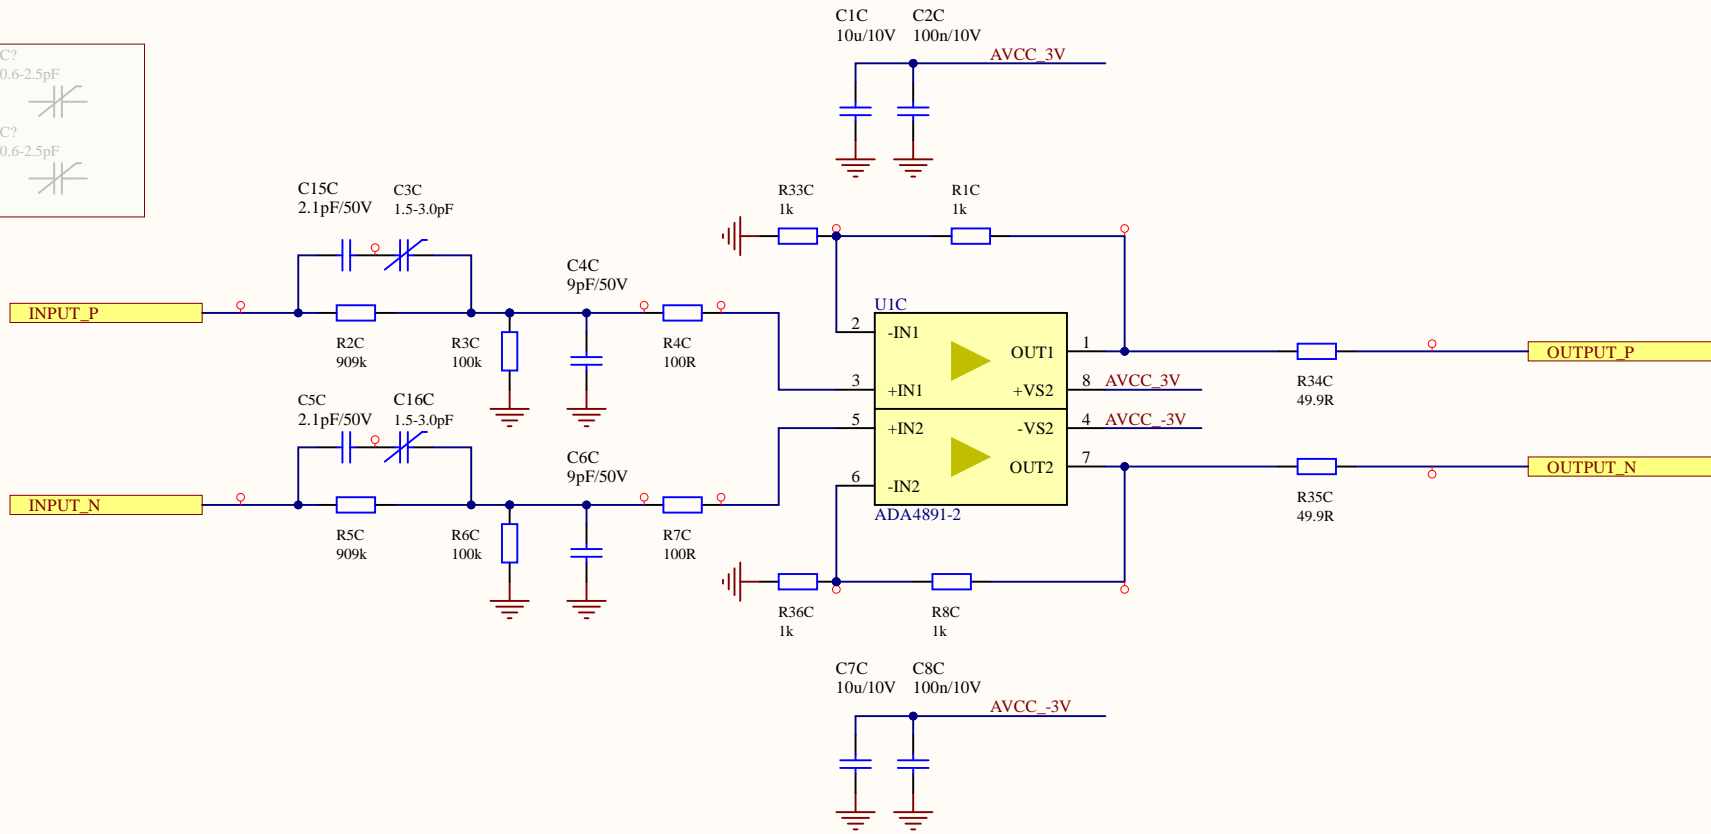 C1C
10u/10V
C2C
100n/10V
AVCC_3V
C?
0.6-2.5pF
C?
0.6-2.5pF
C15C
2.1pF/50V
C3C
1.5-3.0pF
R33C
1k
R1C
1k
C4C
9pF/50V
INPUT_P
R2C
909k
R3C
100k
R4C
100R
U1C
2
-IN1
3
+IN1
5
+IN2
6
-IN2
OUT1
1
+VS2
8
AVCC_3V
-VS2
4
AVCC_-3V
OUT2
7
ADA4891-2
R34C
49.9R
OUTPUT_P
OUTPUT_N
R35C
49.9R
C5C
2.1pF/50V
C16C
1.5-3.0pF
C6C
9pF/50V
INPUT_N
R5C
909k
R6C
100k
R7C
100R
R36C
1k
R8C
1k
C7C
10u/10V
C8C
100n/10V
AVCC_-3V